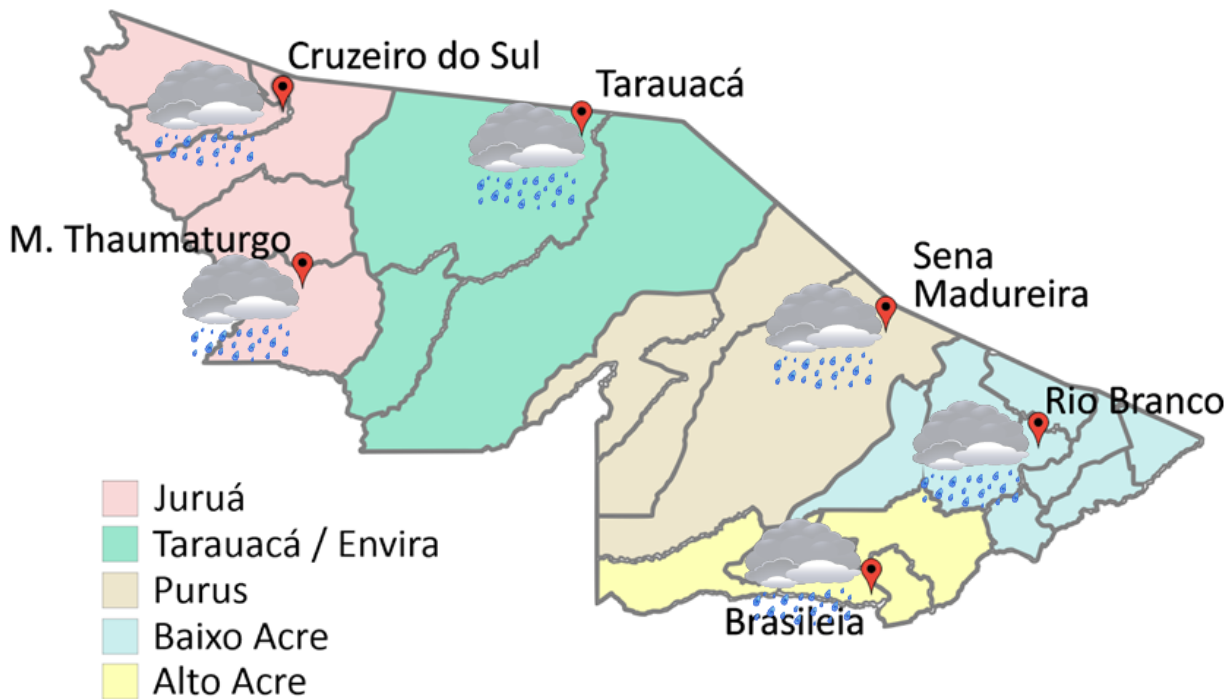 Cruzeiro do Sul
Tarauacá
M. Thaumaturgo
Sena
Madureira
Rio Branco
Brasileia
Juruá
Tarauacá / Envira
Purus
Baixo Acre
Alto Acre